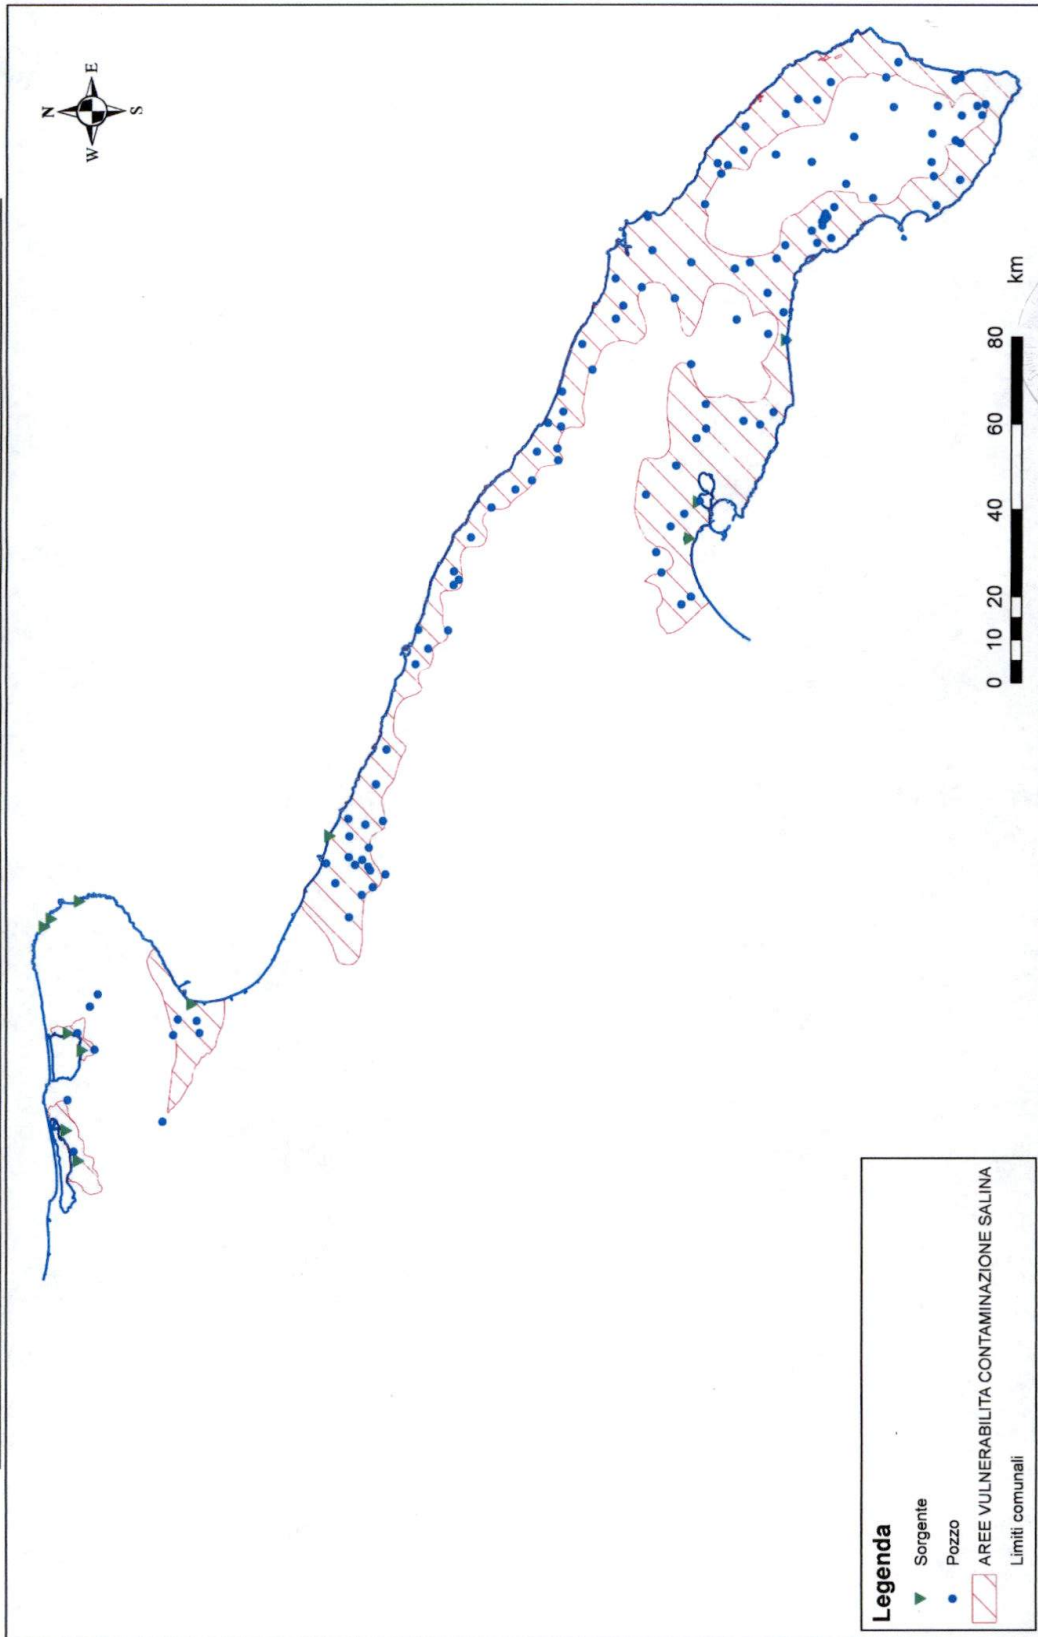 N
W E
S
0 10 20 40 60 80
km
Legenda
Sorgente
Pozzo
AREE VULNERABILITA CONTAMINAZIONE SALINA
Limiti comunali